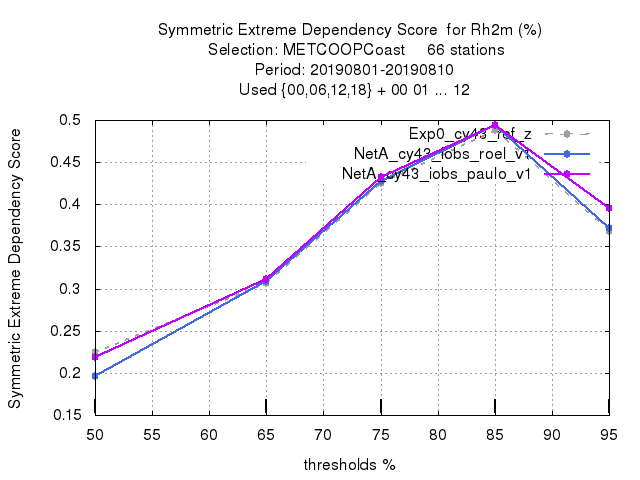 Symmetric Extreme Dependency Score  for Rh2m (%)
Selection: METCOOPCoast     66 stations
Period: 20190801-20190810
Used {00,06,12,18} + 00 01 ... 12
Symmetric Extreme Dependency Score
0.5
0.45
0.4
0.35
0.3
0.25
0.2
0.15
Exp0_cy43_ref_z
NetA_cy43_iobs_roel_v1
NetA_cy43_iobs_paulo_v1
50 55 60 65 70 75 80 85 90 95
thresholds %